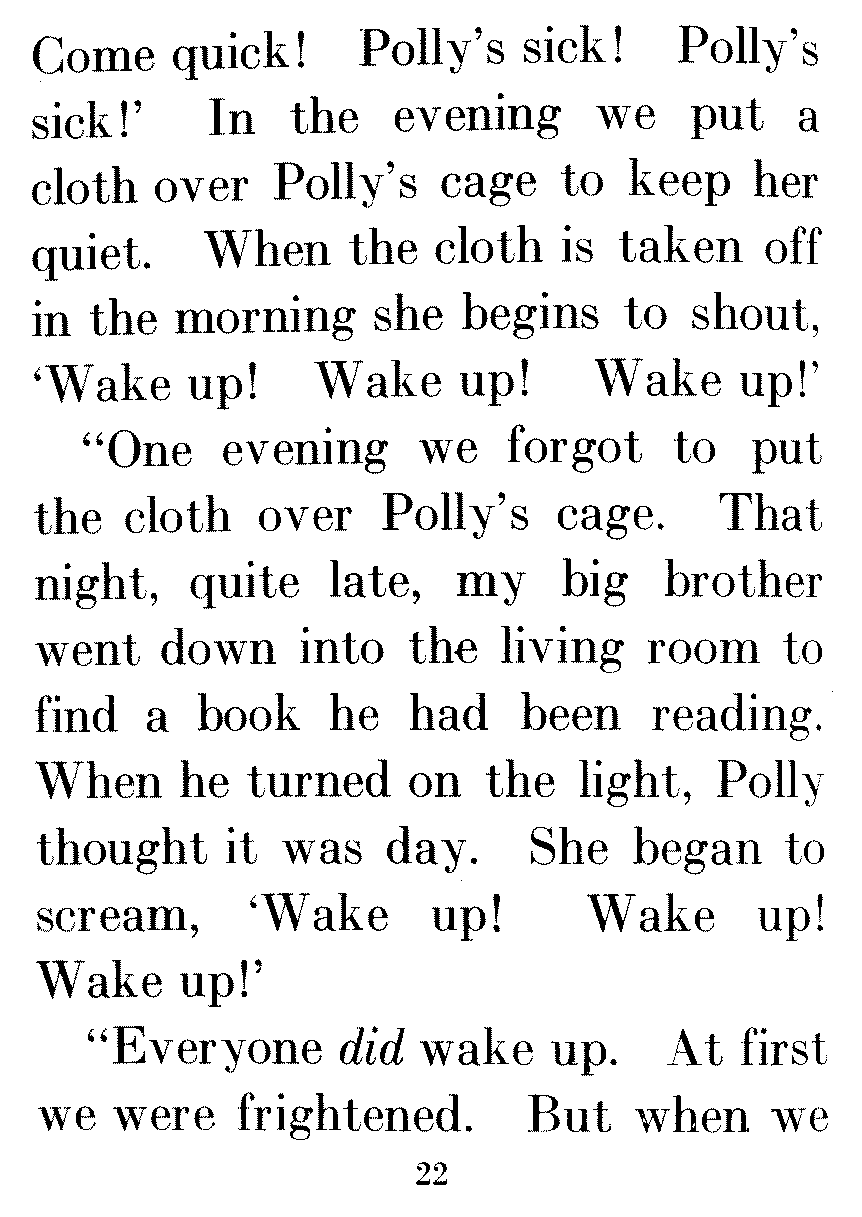 Come quick! Polly's sick! Polly's
sick!' In the evening we put a
cloth over Polly's cage to keep her
quiet. When the cloth is taken off
in the morning she begins to shout,
‘Wake up! Wake up! Wake up!’
“One evening we forgot to put
the cloth over Polly's cage. That
night, quite late, my big brother
went down into the living room to
find a book he had been reading.
When he turned on the light, Polly
thought it was day. She began to
scream, ‘Wake up! Wake up!
Wake up!’
“Everyone did wake up. At first
we were frightened. But when we
22